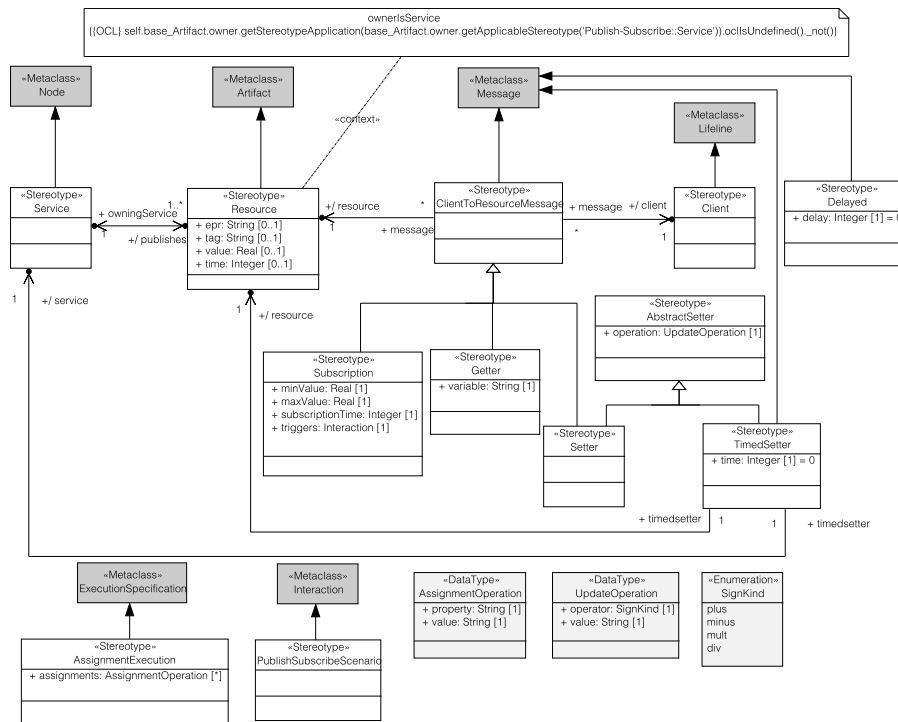 ownerIsService
{{OCL} self.base_Artifact.owner.getStereotypeApplication(base_Artifact.owner.getApplicableStereotype('Publish-Subscribe::Service')).oclIsUndefined()._not()}
«Metaclass»
Node
«Metaclass»
Artifact
«Metaclass»
Message
«Metaclass»
Lifeline
«context»
«Stereotype»
Service
+ owningService
1
1..*
+/ publishes
«Stereotype»
Resource
+ epr: String [0..1]
+ tag: String [0..1]
+ value: Real [0..1]
+ time: Integer [0..1]
+/ resource
1
*
+ message
«Stereotype»
ClientToResourceMessage
+ message
*
+/ client
1
«Stereotype»
Client
«Stereotype»
Delayed
+ delay: Integer [1] = 0
1
+/ service
1
+/ resource
«Stereotype»
AbstractSetter
+ operation: UpdateOperation [1]
«Stereotype»
Subscription
+ minValue: Real [1]
+ maxValue: Real [1]
+ subscriptionTime: Integer [1]
+ triggers: Interaction [1]
«Stereotype»
Getter
+ variable: String [1]
«Stereotype»
Setter
«Stereotype»
TimedSetter
+ time: Integer [1] = 0
+ timedsetter
1
1
+ timedsetter
«Metaclass»
ExecutionSpecification
«Metaclass»
Interaction
«DataType»
AssignmentOperation
+ property: String [1]
+ value: String [1]
«DataType»
UpdateOperation
+ operator: SignKind [1]
+ value: String [1]
«Enumeration»
SignKind
plus
minus
mult
div
«Stereotype»
AssignmentExecution
+ assignments: AssignmentOperation [*]
«Stereotype»
PublishSubscribeScenario